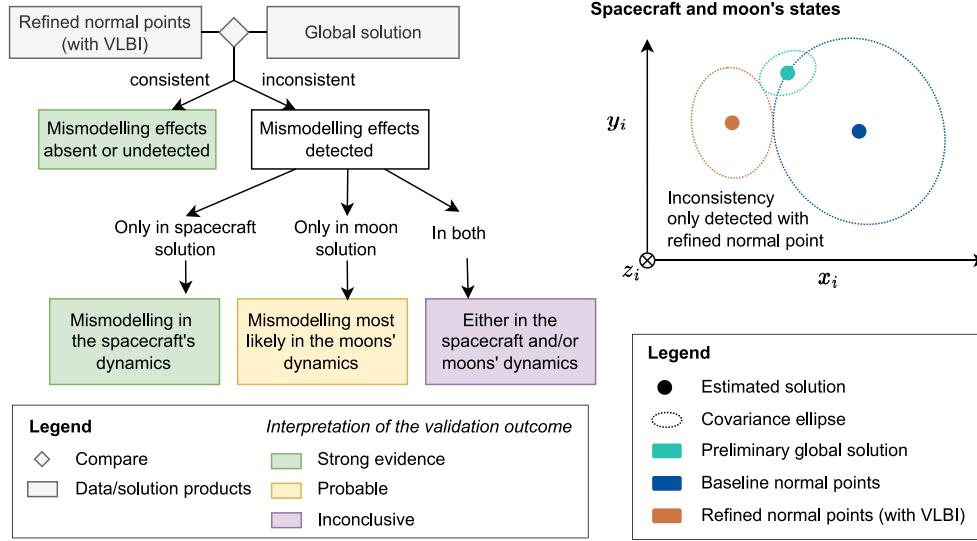 Refined normal points
(with VLBI)
Global solution
consistent
inconsistent
Mismodelling effects
absent or undetected
Mismodelling effects
detected
Only in spacecraft
solution
Only in moon
solution
In both
Mismodelling in
the spacecraft's
dynamics
Mismodelling most
likely in the moons'
dynamics
Either in the
spacecraft and/or
moons' dynamics
Legend
Compare
Data/solution products
Interpretation of the validation outcome
Strong evidence
Probable
Inconclusive
Spacecraft and moon's states
y_i
Inconsistency
only detected with
refined normal point
z_i
x_i
Legend
Estimated solution
Covariance ellipse
Preliminary global solution
Baseline normal points
Refined normal points (with VLBI)